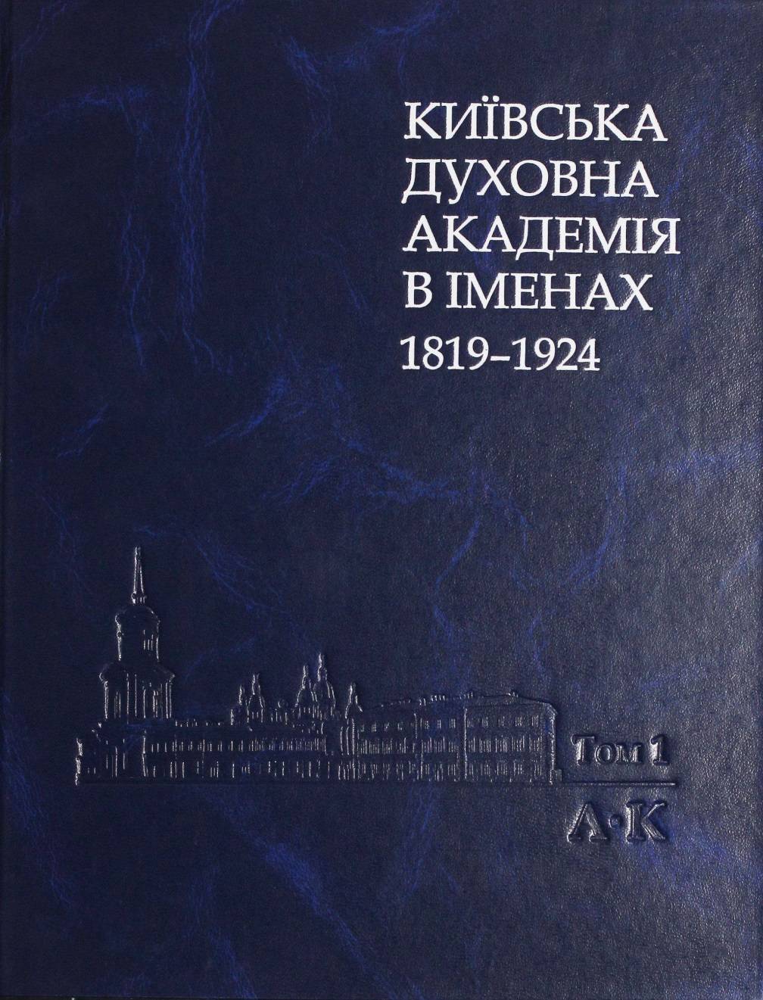 КИЇВСЬКА
ДУХОВНА
АКАДЕМІЯ
В ІМЕНАХ
1819–1924
Том 1
А·К